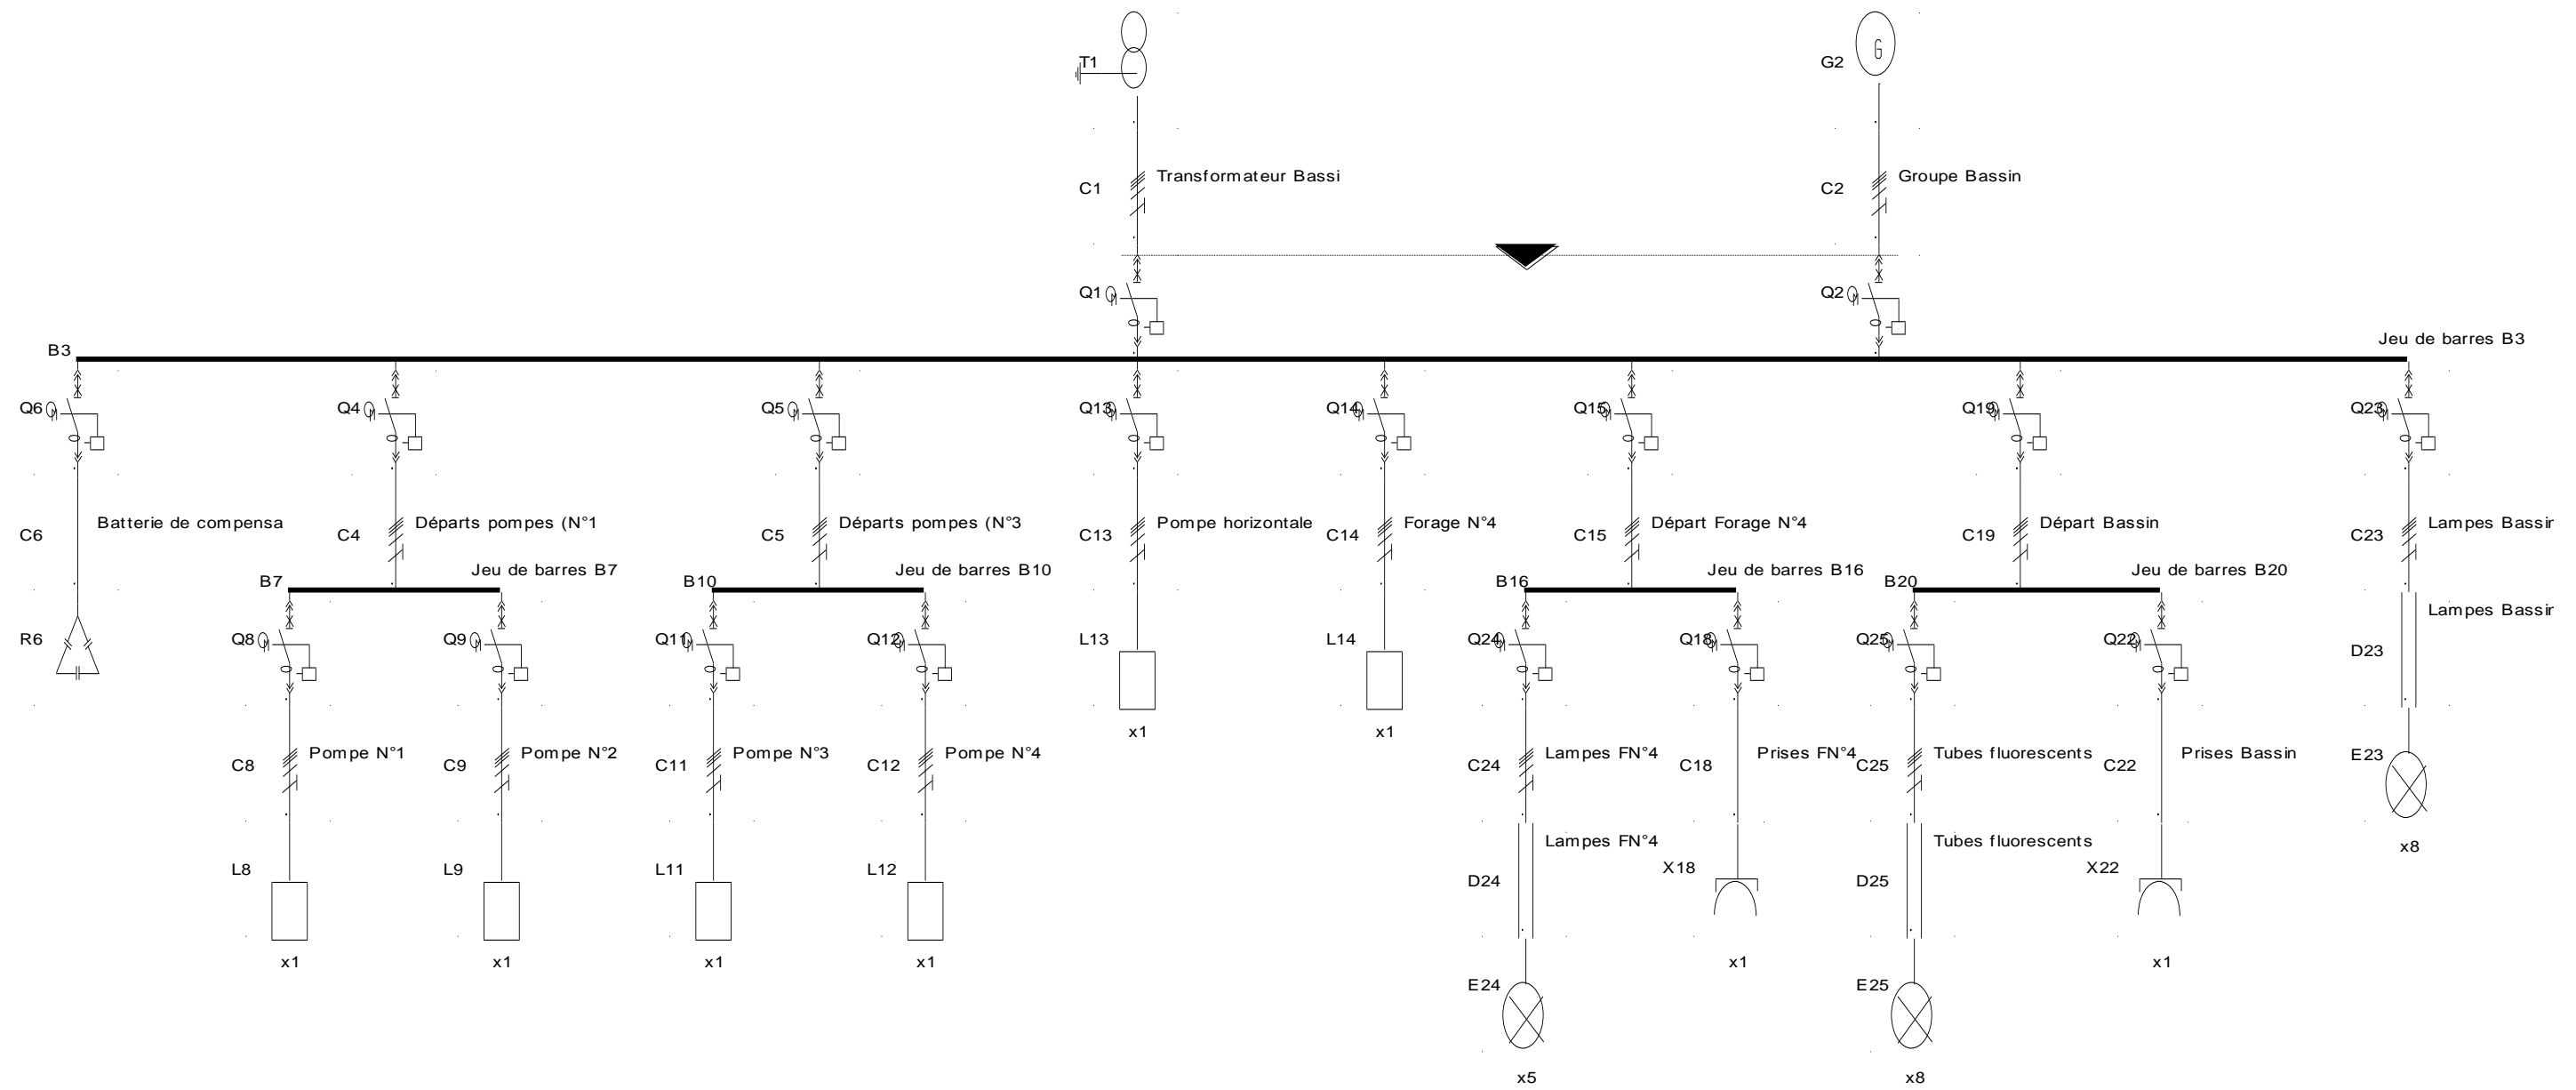 T1
G
G2
C1
Transformateur Bassi
C2
Groupe Bassin
Q1
M
Q2
M
B3
Jeu de barres B3
Q6
M
Q4
M
Q5
M
Q13
M
Q14
M
Q15
M
Q19
M
Q23
M
C6
Batterie de compensa
C4
Départs pompes (N°1
C5
Départs pompes (N°3
C13
Pompe horizontale
C14
Forage N°4
C15
Départ Forage N°4
C19
Départ Bassin
C23
Lampes Bassir
B7
Jeu de barres B7
B10
Jeu de barres B10
B16
Jeu de barres B16
B20
Jeu de barres B20
Lampes Bassir
R6
Q8
M
Q9
M
Q11
M
Q12
M
L13
L14
Q24
M
Q18
M
Q25
M
Q22
M
D23
x1
x1
C8
Pompe N°1
C9
Pompe N°2
C11
Pompe N°3
C12
Pompe N°4
C24
Lampes FN°4
C18
Prises FN°4
C25
Tubes fluorescents
C22
Prises Bassin
E23
x8
Lampes FN°4
Tubes fluorescents
L8
L9
L11
L12
D24
X18
D25
X22
x1
x1
x1
x1
x1
x1
E24
E25
x5
x8